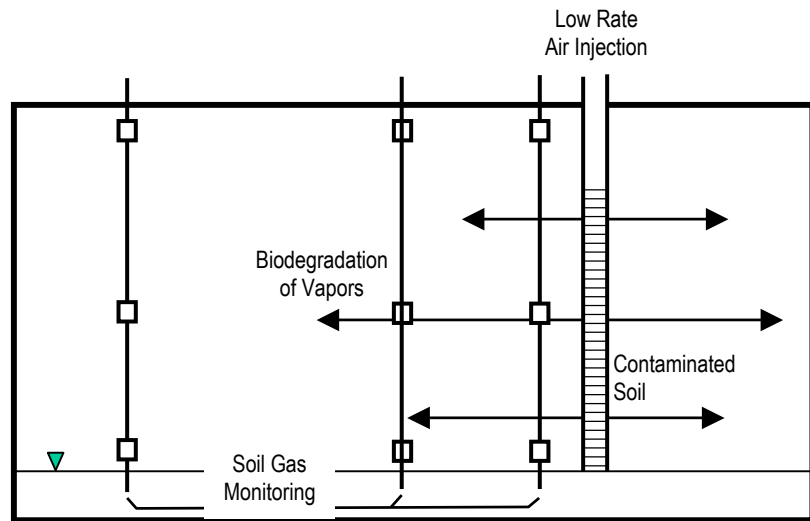 Low Rate
Air Injection
Biodegradation
of Vapors
Contaminated
Soil
Soil Gas
Monitoring